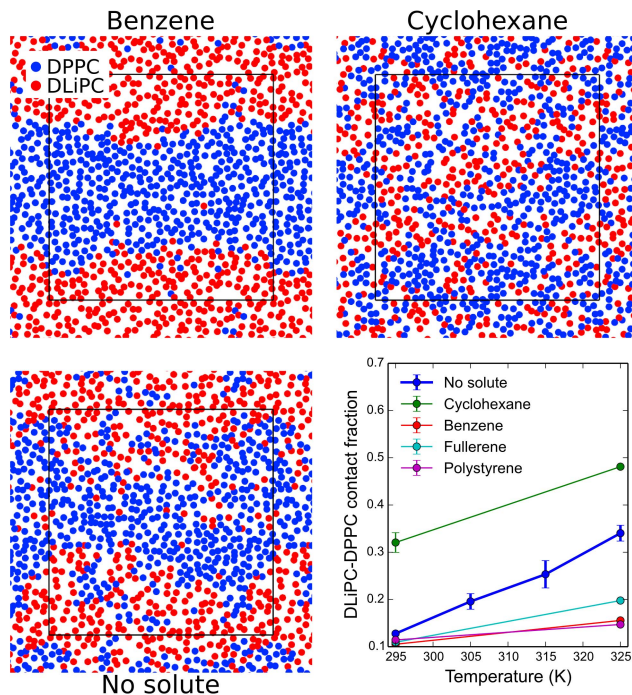 Benzene
Cyclohexane
DPPC
DLiPC
No solute
DLiPC-DPPC contact fraction
0.7
0.6
0.5
0.4
0.3
0.2
0.1
No solute
Cyclohexane
Benzene
Fullerene
Polystyrene
295 300 305 310 315 320 325
Temperature (K)